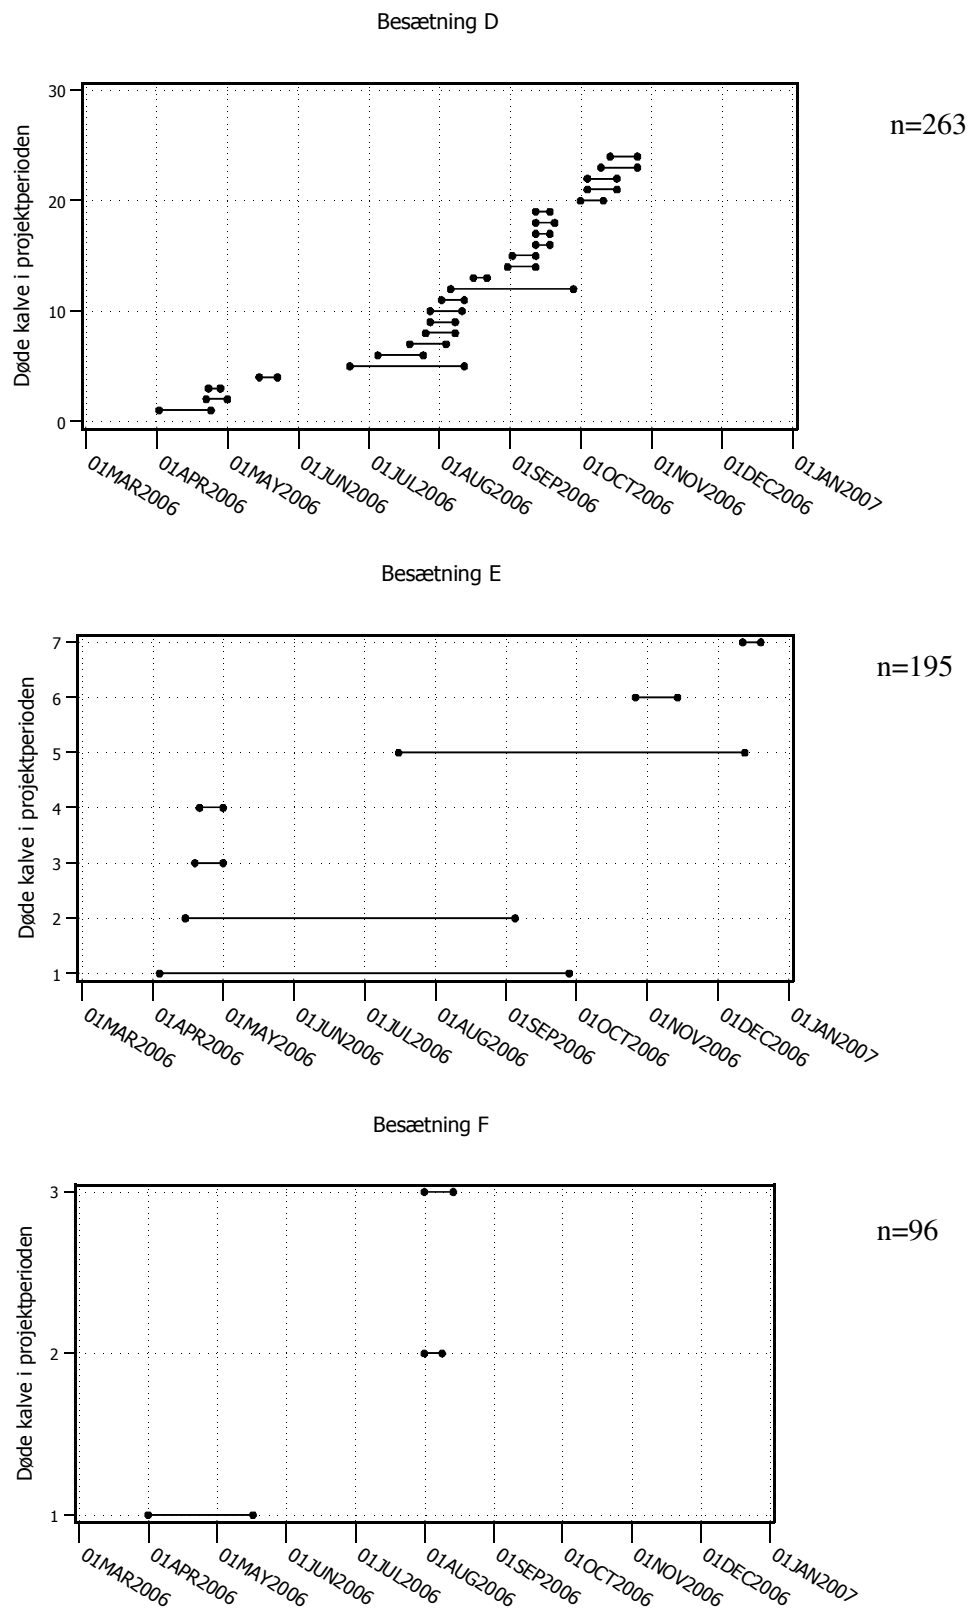 Besætning D
n=263
Døde kalve i projektperioden
30
20
10
0
01MAR2006 01APR2006 01MAY2006 01JUN2006 01JUL2006 01AUG2006 01SEP2006 01OCT2006 01NOV2006 01DEC2006 01JAN2007
Besætning E
n=195
Døde kalve i projektperioden
7
6
5
4
3
2
1
01MAR2006 01APR2006 01MAY2006 01JUN2006 01JUL2006 01AUG2006 01SEP2006 01OCT2006 01NOV2006 01DEC2006 01JAN2007
Besætning F
n=96
Døde kalve i projektperioden
3
2
1
01MAR2006 01APR2006 01MAY2006 01JUN2006 01JUL2006 01AUG2006 01SEP2006 01OCT2006 01NOV2006 01DEC2006 01JAN2007